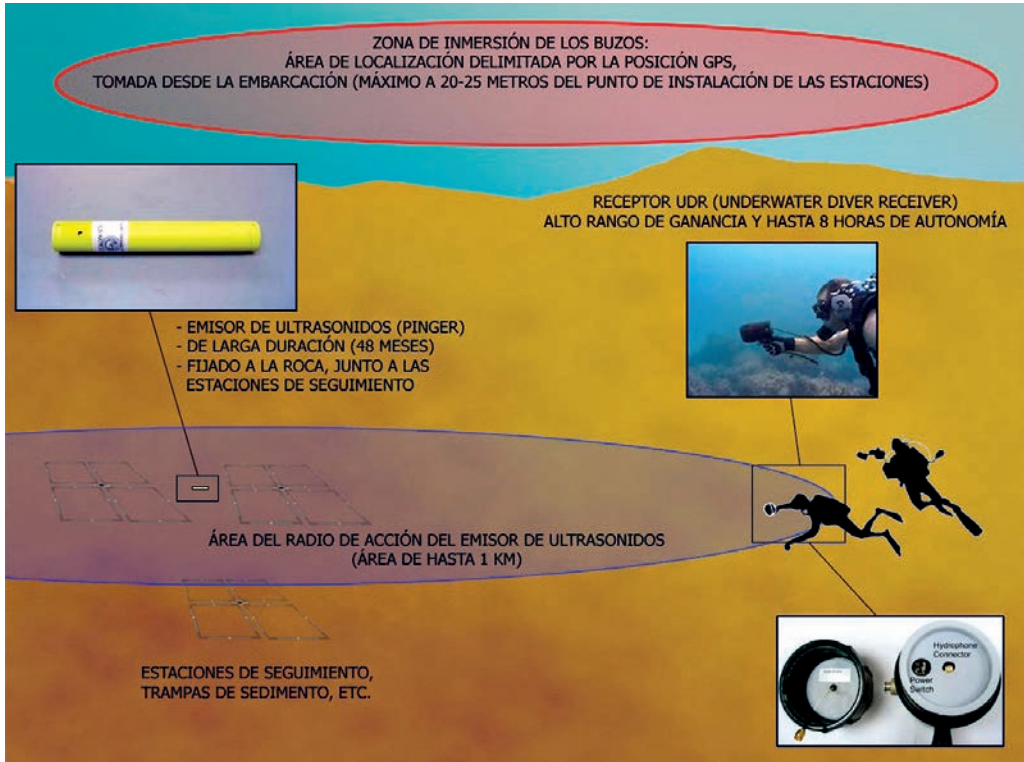 ZONA DE INMERSIÓN DE LOS BUZOS:
ÁREA DE LOCALIZACIÓN DELIMITADA POR LA POSICIÓN GPS,
TOMADA DESDE LA EMBARCACIÓN (MÁXIMO A 20-25 METROS DEL PUNTO DE INSTALACIÓN DE LAS ESTACIONES)
RECEPTOR UDR (UNDERWATER DIVER RECEIVER)
ALTO RANGO DE GANANCIA Y HASTA 8 HORAS DE AUTONOMÍA
- EMISOR DE ULTRASONIDOS (PINGER)
- DE LARGA DURACIÓN (48 MESES)
- FIJADO A LA ROCA, JUNTO A LAS
ESTACIONES DE SEGUIMIENTO
ÁREA DEL RADIO DE ACCIÓN DEL EMISOR DE ULTRASONIDOS
(ÁREA DE HASTA 1 KM)
ESTACIONES DE SEGUIMIENTO,
TRAMPAS DE SEDIMENTO, ETC.
Hydrophone
Connector
Power
Switch